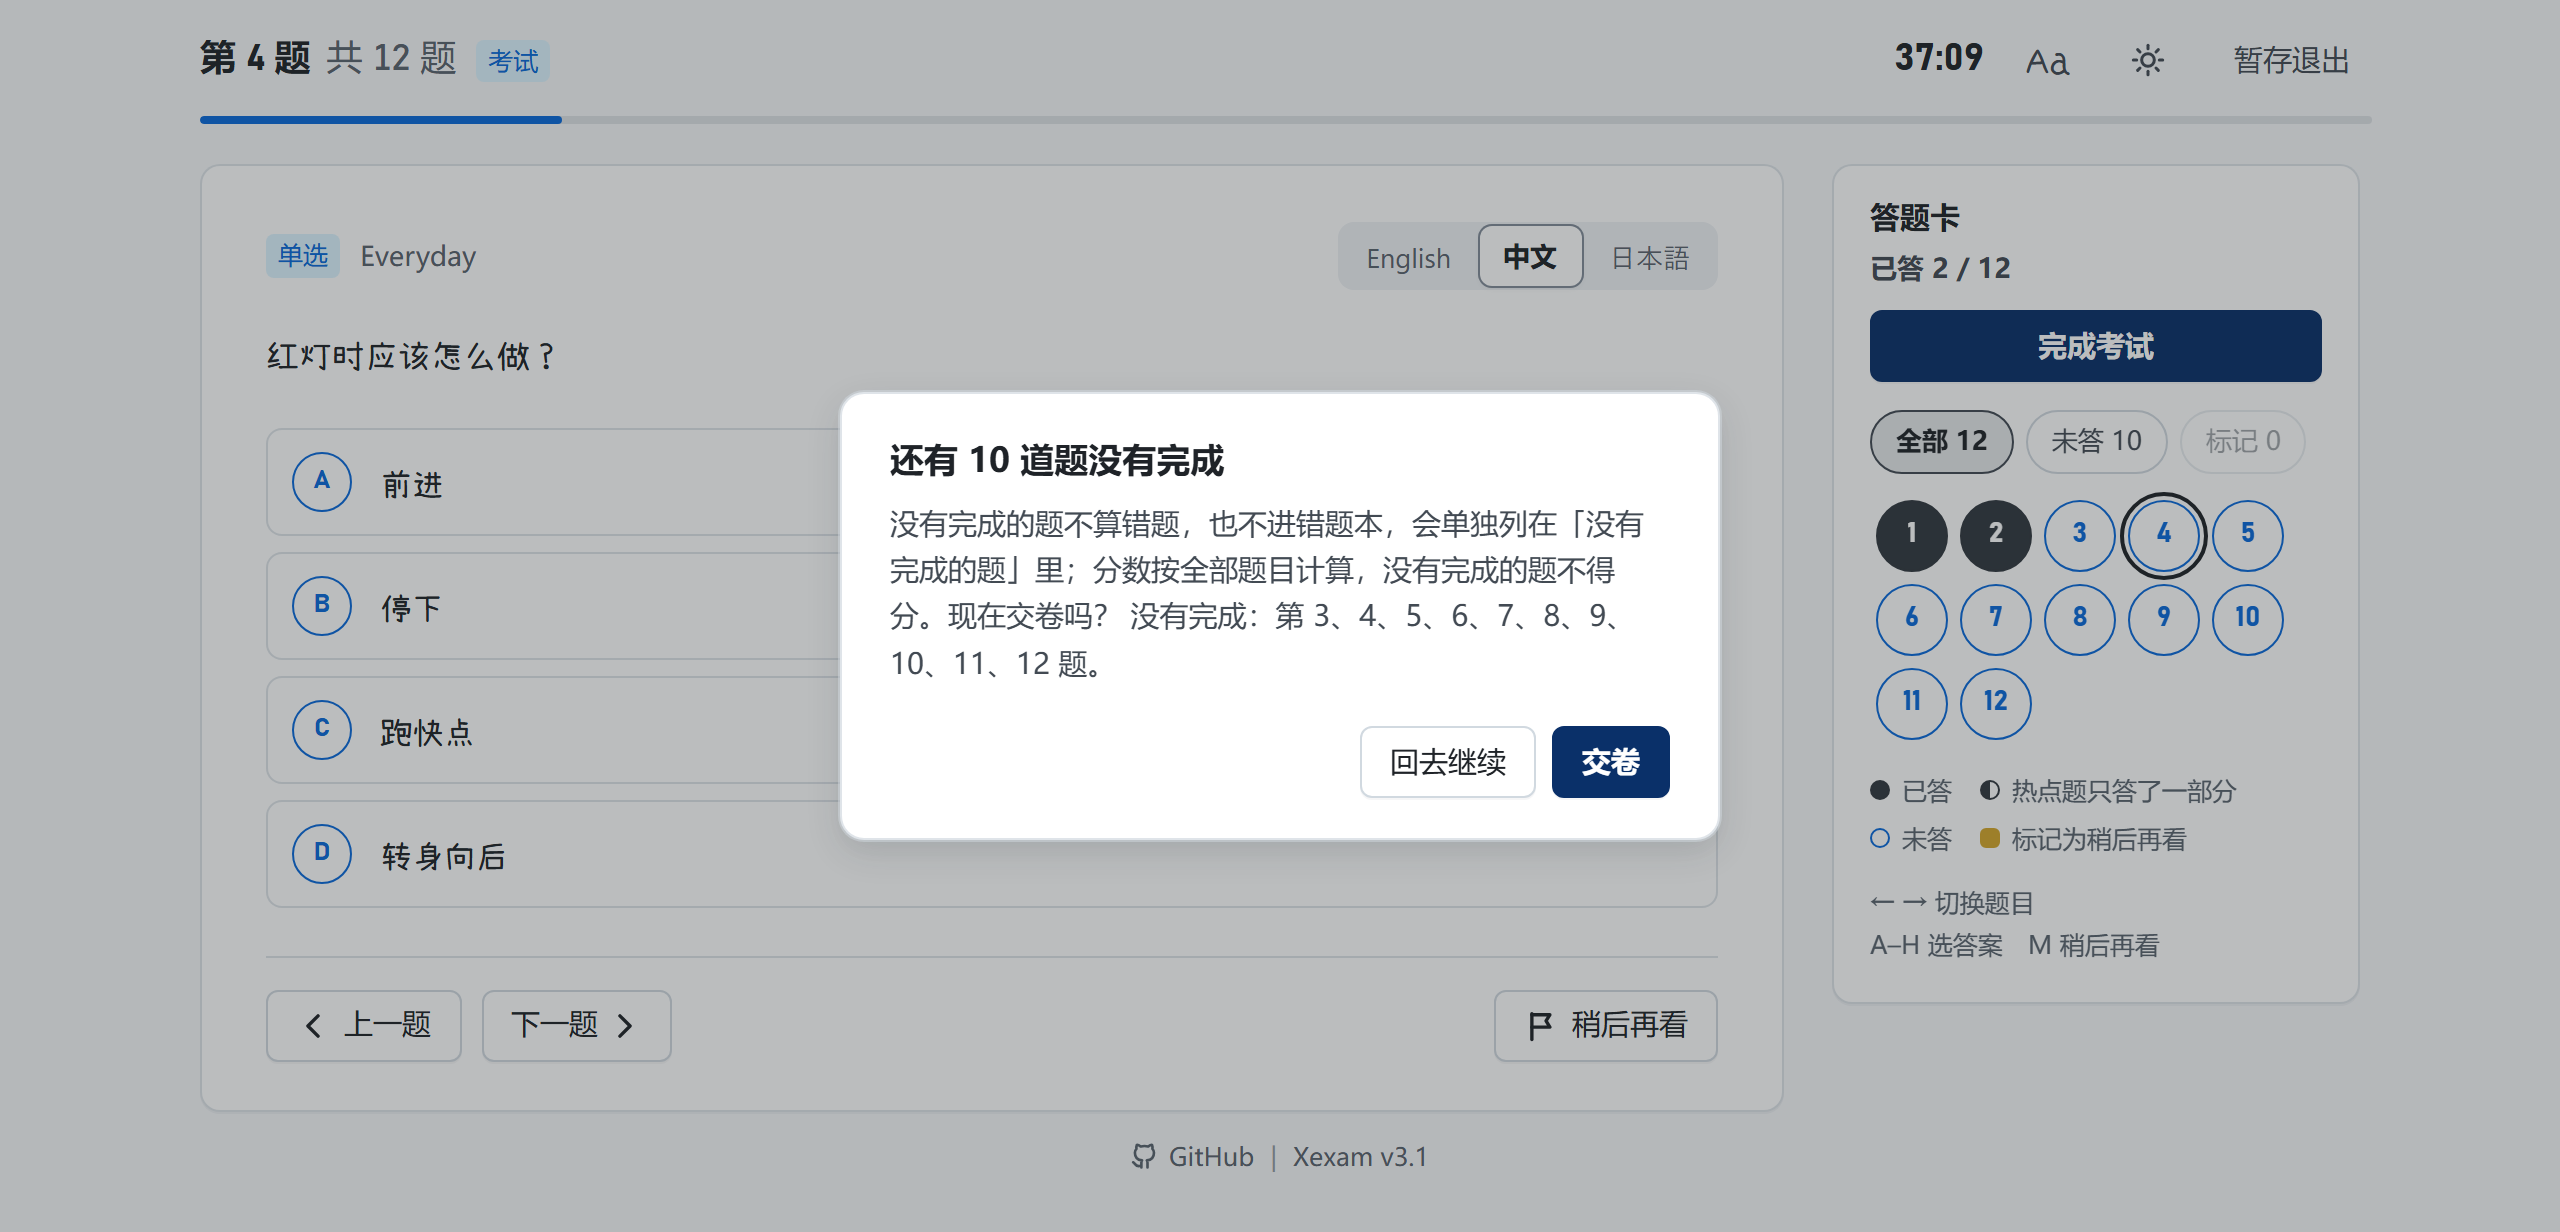 第 4 题 共 12 题 考试
37:09 Aa 暂存退出
单选 Everyday
English 中文 日本語
红灯时应该怎么做？
A 前进
B 停下
C 跑快点
D 转身向后
上一题 下一题 稍后再看
还有 10 道题没有完成
没有完成的题不算错题，也不进错题本，会单独列在「没有
完成的题」里；分数按全部题目计算，没有完成的题不得
分。现在交卷吗？ 没有完成：第 3、4、5、6、7、8、9、
10、11、12 题。
回去继续 交卷
答题卡
已答 2 / 12
完成考试
全部 12 未答 10 标记 0
1 2 3 4 5
6 7 8 9 10
11 12
已答 热点题只答了一部分
未答 标记为稍后再看
← → 切换题目
A–H 选答案 M 稍后再看
GitHub | Xexam v3.1